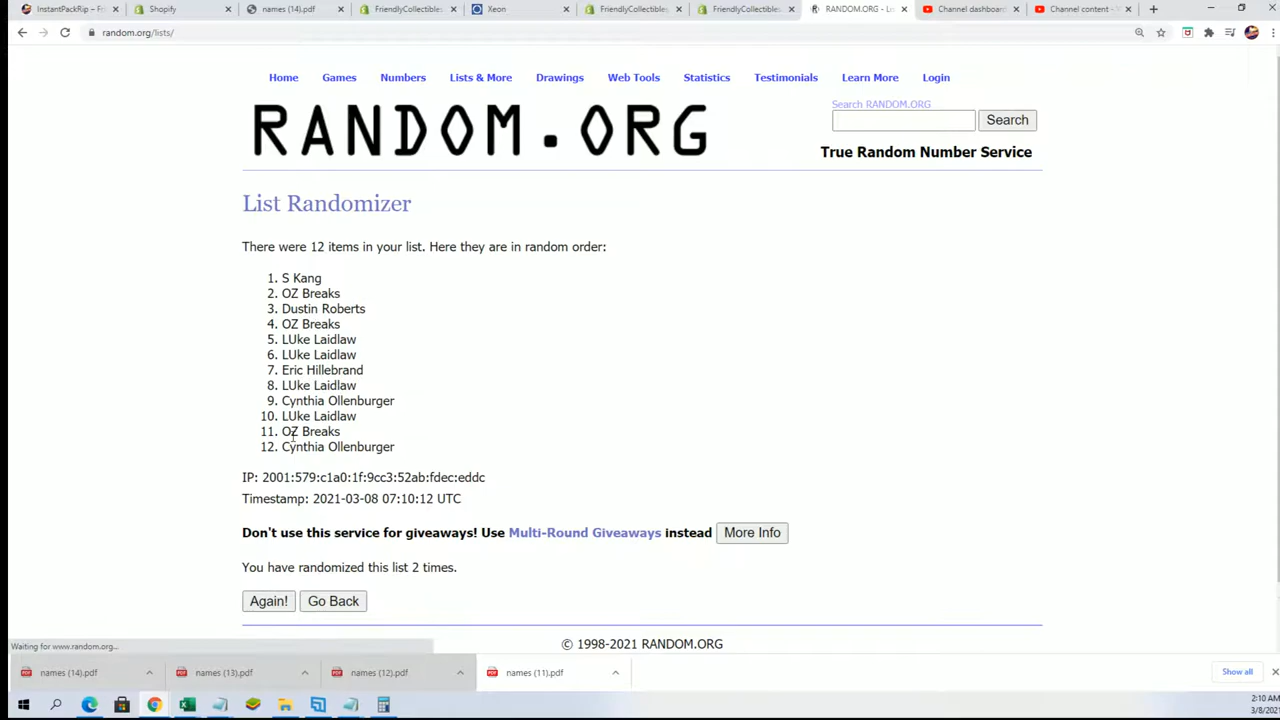 InstantPackRip – Fri
Shopify
names (14).pdf
FriendlyCollectibles
Xeon
FriendlyCollectibles
FriendlyCollectibles
RANDOM.ORG - Li
Channel dashboard
Channel content -
random.org/lists/
Home Games Numbers Lists & More Drawings Web Tools Statistics Testimonials Learn More Login
RANDOM.ORG
Search RANDOM.ORG
Search
True Random Number Service
List Randomizer
There were 12 items in your list. Here they are in random order:
1. S Kang
2. OZ Breaks
3. Dustin Roberts
4. OZ Breaks
5. LUke Laidlaw
6. LUke Laidlaw
7. Eric Hillebrand
8. LUke Laidlaw
9. Cynthia Ollenburger
10. LUke Laidlaw
11. OZ Breaks
12. Cynthia Ollenburger
IP: 2001:579:c1a0:1f:9cc3:52ab:fdec:eddc
Timestamp: 2021-03-08 07:10:12 UTC
Don't use this service for giveaways! Use Multi-Round Giveaways instead More Info
You have randomized this list 2 times.
Again! Go Back
© 1998-2021 RANDOM.ORG
Waiting for www.random.org...
names (14).pdf names (13).pdf names (12).pdf names (11).pdf Show all
2:10 AM
3/8/2021